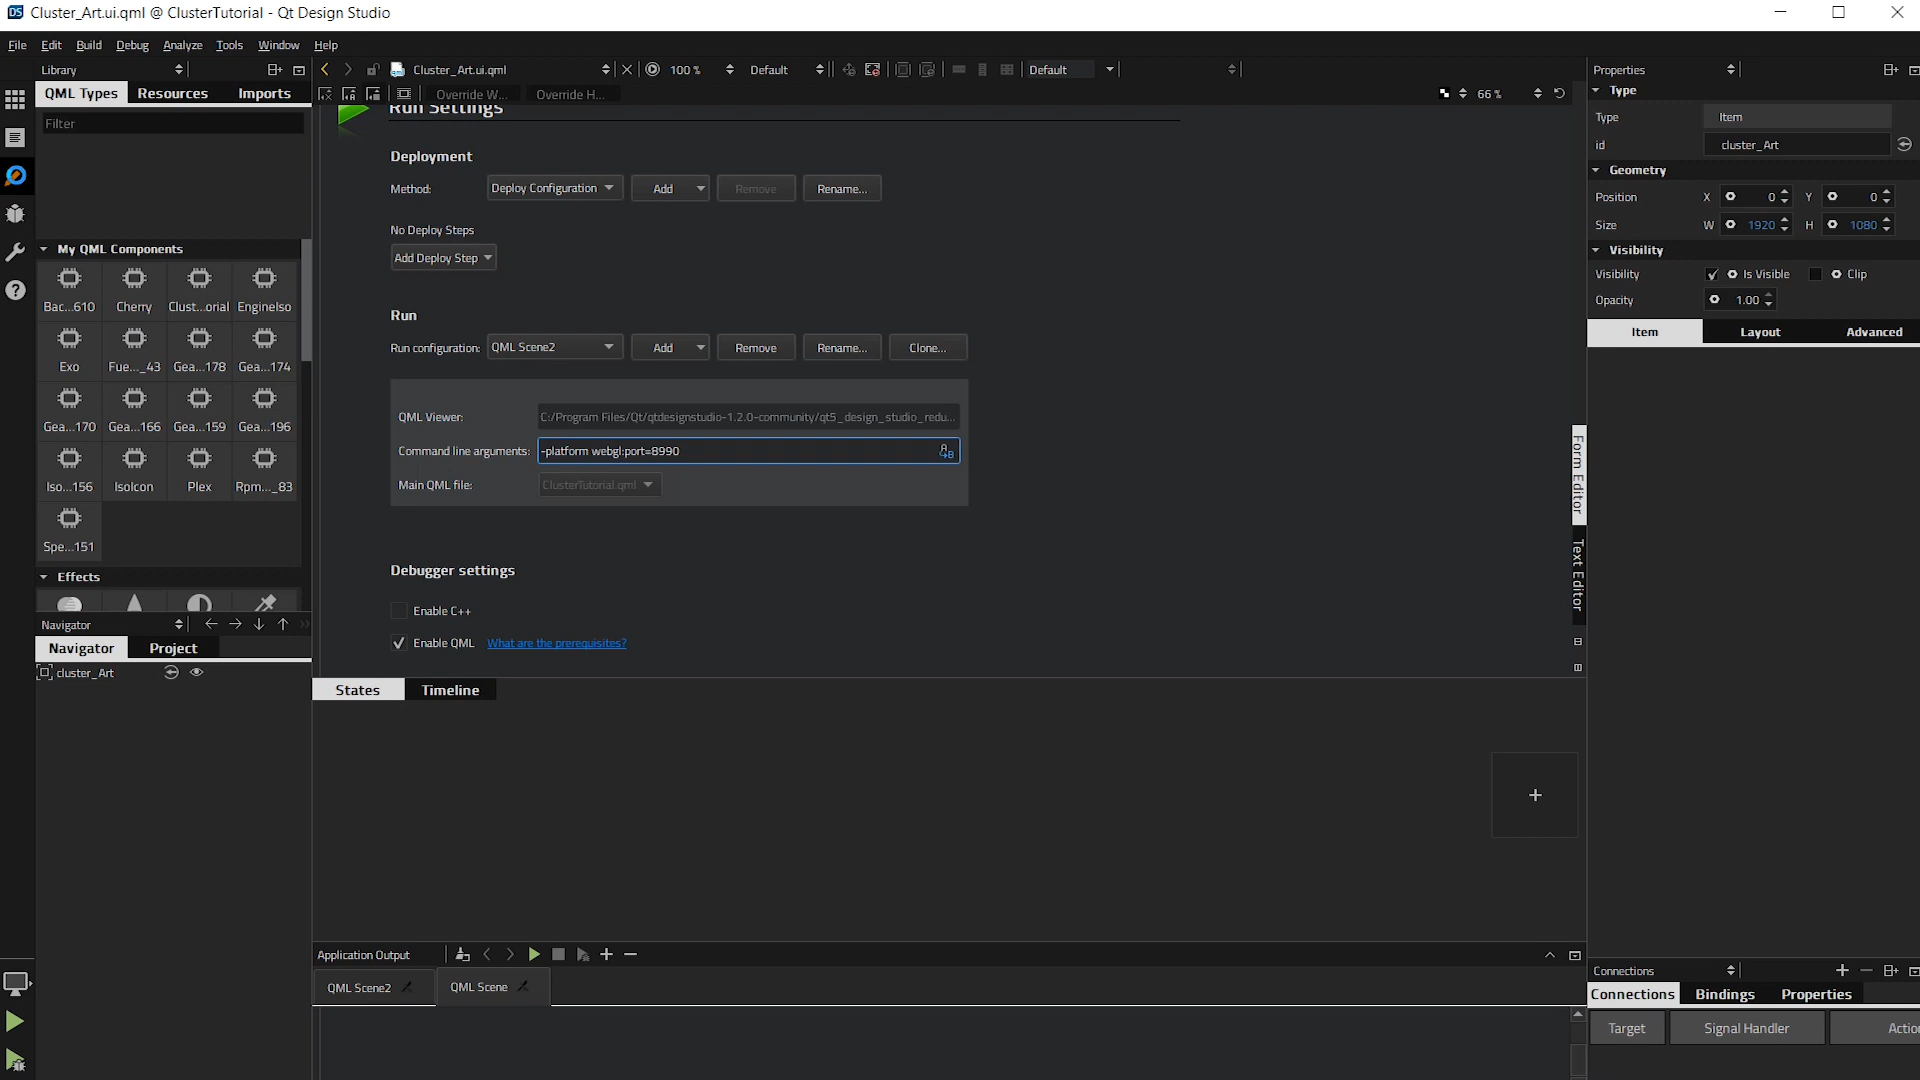 Cluster_Art.ui.qml @ ClusterTutorial - Qt Design Studio
File Edit Build Debug Analyze Tools Window Help
Library
Cluster_Art.ui.qml 100 % Default Default
Properties
QML Types Resources Imports
Override W... Override H... 66 %
Type
Filter
Run Settings
Type Item
id cluster_Art
Deployment
Method: Deploy Configuration Add Remove Rename...
Geometry
Position X 0 Y 0
Size W 1920 H 1080
No Deploy Steps
Add Deploy Step
Visibility
Visibility Is Visible Clip
Opacity 1.00
My QML Components
Bac...610 Cherry Clust...orial EngineIso
Run
Item Layout Advanced
Run configuration: QML Scene2 Add Remove Rename... Clone...
Exo Fue..._43 Gea...178 Gea...174
QML Viewer: C:/Program Files/Qt/qtdesignstudio-1.2.0-community/qt5_design_studio_redu...
Gea...170 Gea...166 Gea...159 Gea...196
Command line arguments: -platform webgl:port=8990
Main QML file: ClusterTutorial.qml
Iso...156 IsoIcon Plex Rpm..._83
Form Editor
Text Editor
Spe...151
Effects
Debugger settings
Enable C++
Enable QML What are the prerequisites?
Navigator
Navigator Project
cluster_Art
States Timeline
+
Application Output
QML Scene2 QML Scene
Connections
Connections Bindings Properties
Target Signal Handler Actio